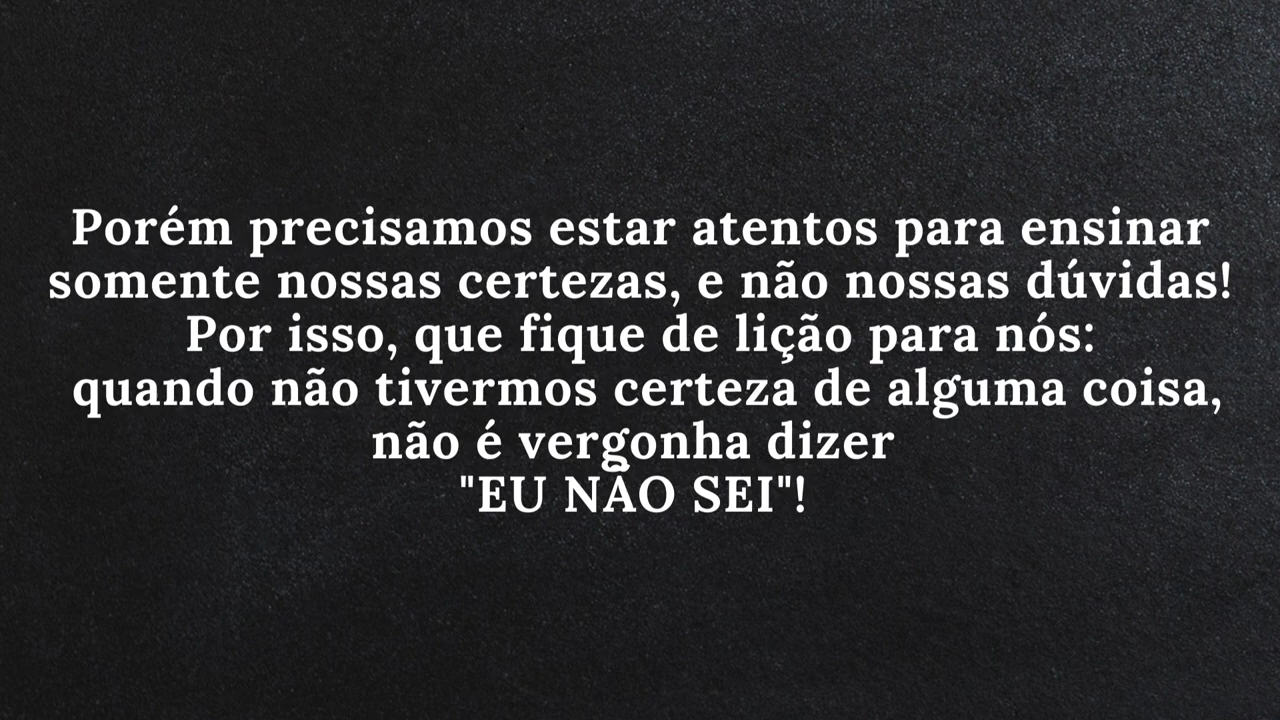 Porém precisamos estar atentos para ensinar
somente nossas certezas, e não nossas dúvidas!
Por isso, que fique de lição para nós:
quando não tivermos certeza de alguma coisa,
não é vergonha dizer
"EU NÃO SEI"!